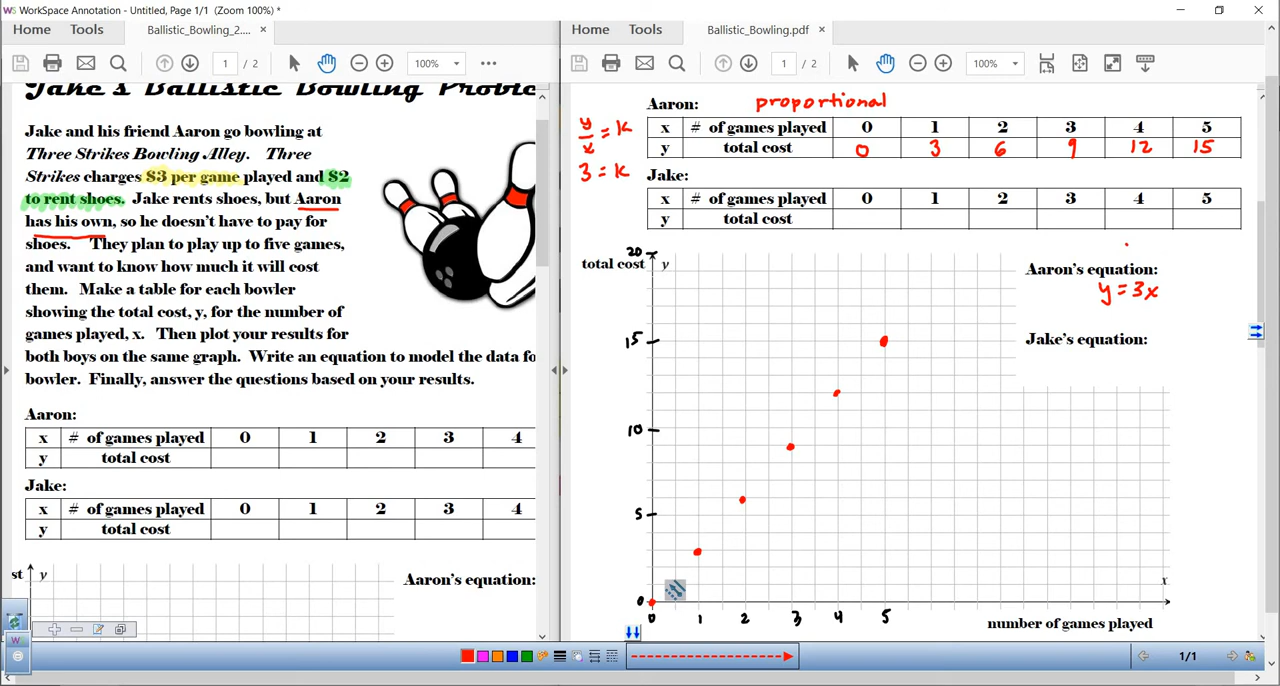 WorkSpace Annotation - Untitled, Page 1/1 (Zoom 100%) *
Home Tools Ballistic_Bowling_2.... ×
1 / 2 100%
Jake's Ballistic Bowling Proble
Jake and his friend Aaron go bowling at
Three Strikes Bowling Alley. Three
Strikes charges $3 per game played and $2
to rent shoes. Jake rents shoes, but Aaron
has his own, so he doesn't have to pay for
shoes. They plan to play up to five games,
and want to know how much it will cost
them. Make a table for each bowler
showing the total cost, y, for the number of
games played, x. Then plot your results for
both boys on the same graph. Write an equation to model the data fo
bowler. Finally, answer the questions based on your results.
Aaron:
x # of games played 0 1 2 3 4
y total cost
Jake:
x # of games played 0 1 2 3 4
y total cost
st y
Aaron's equation:
Home Tools Ballistic_Bowling.pdf ×
1 / 2 100%
Aaron: proportional
x # of games played 0 1 2 3 4 5
y total cost 0 3 6 9 12 15
y/x = K
3 = K
Jake:
x # of games played 0 1 2 3 4 5
y total cost
20
total cost y
Aaron's equation:
y = 3x
Jake's equation:
15
10
5
0
x
0 1 2 3 4 5
number of games played
1/1